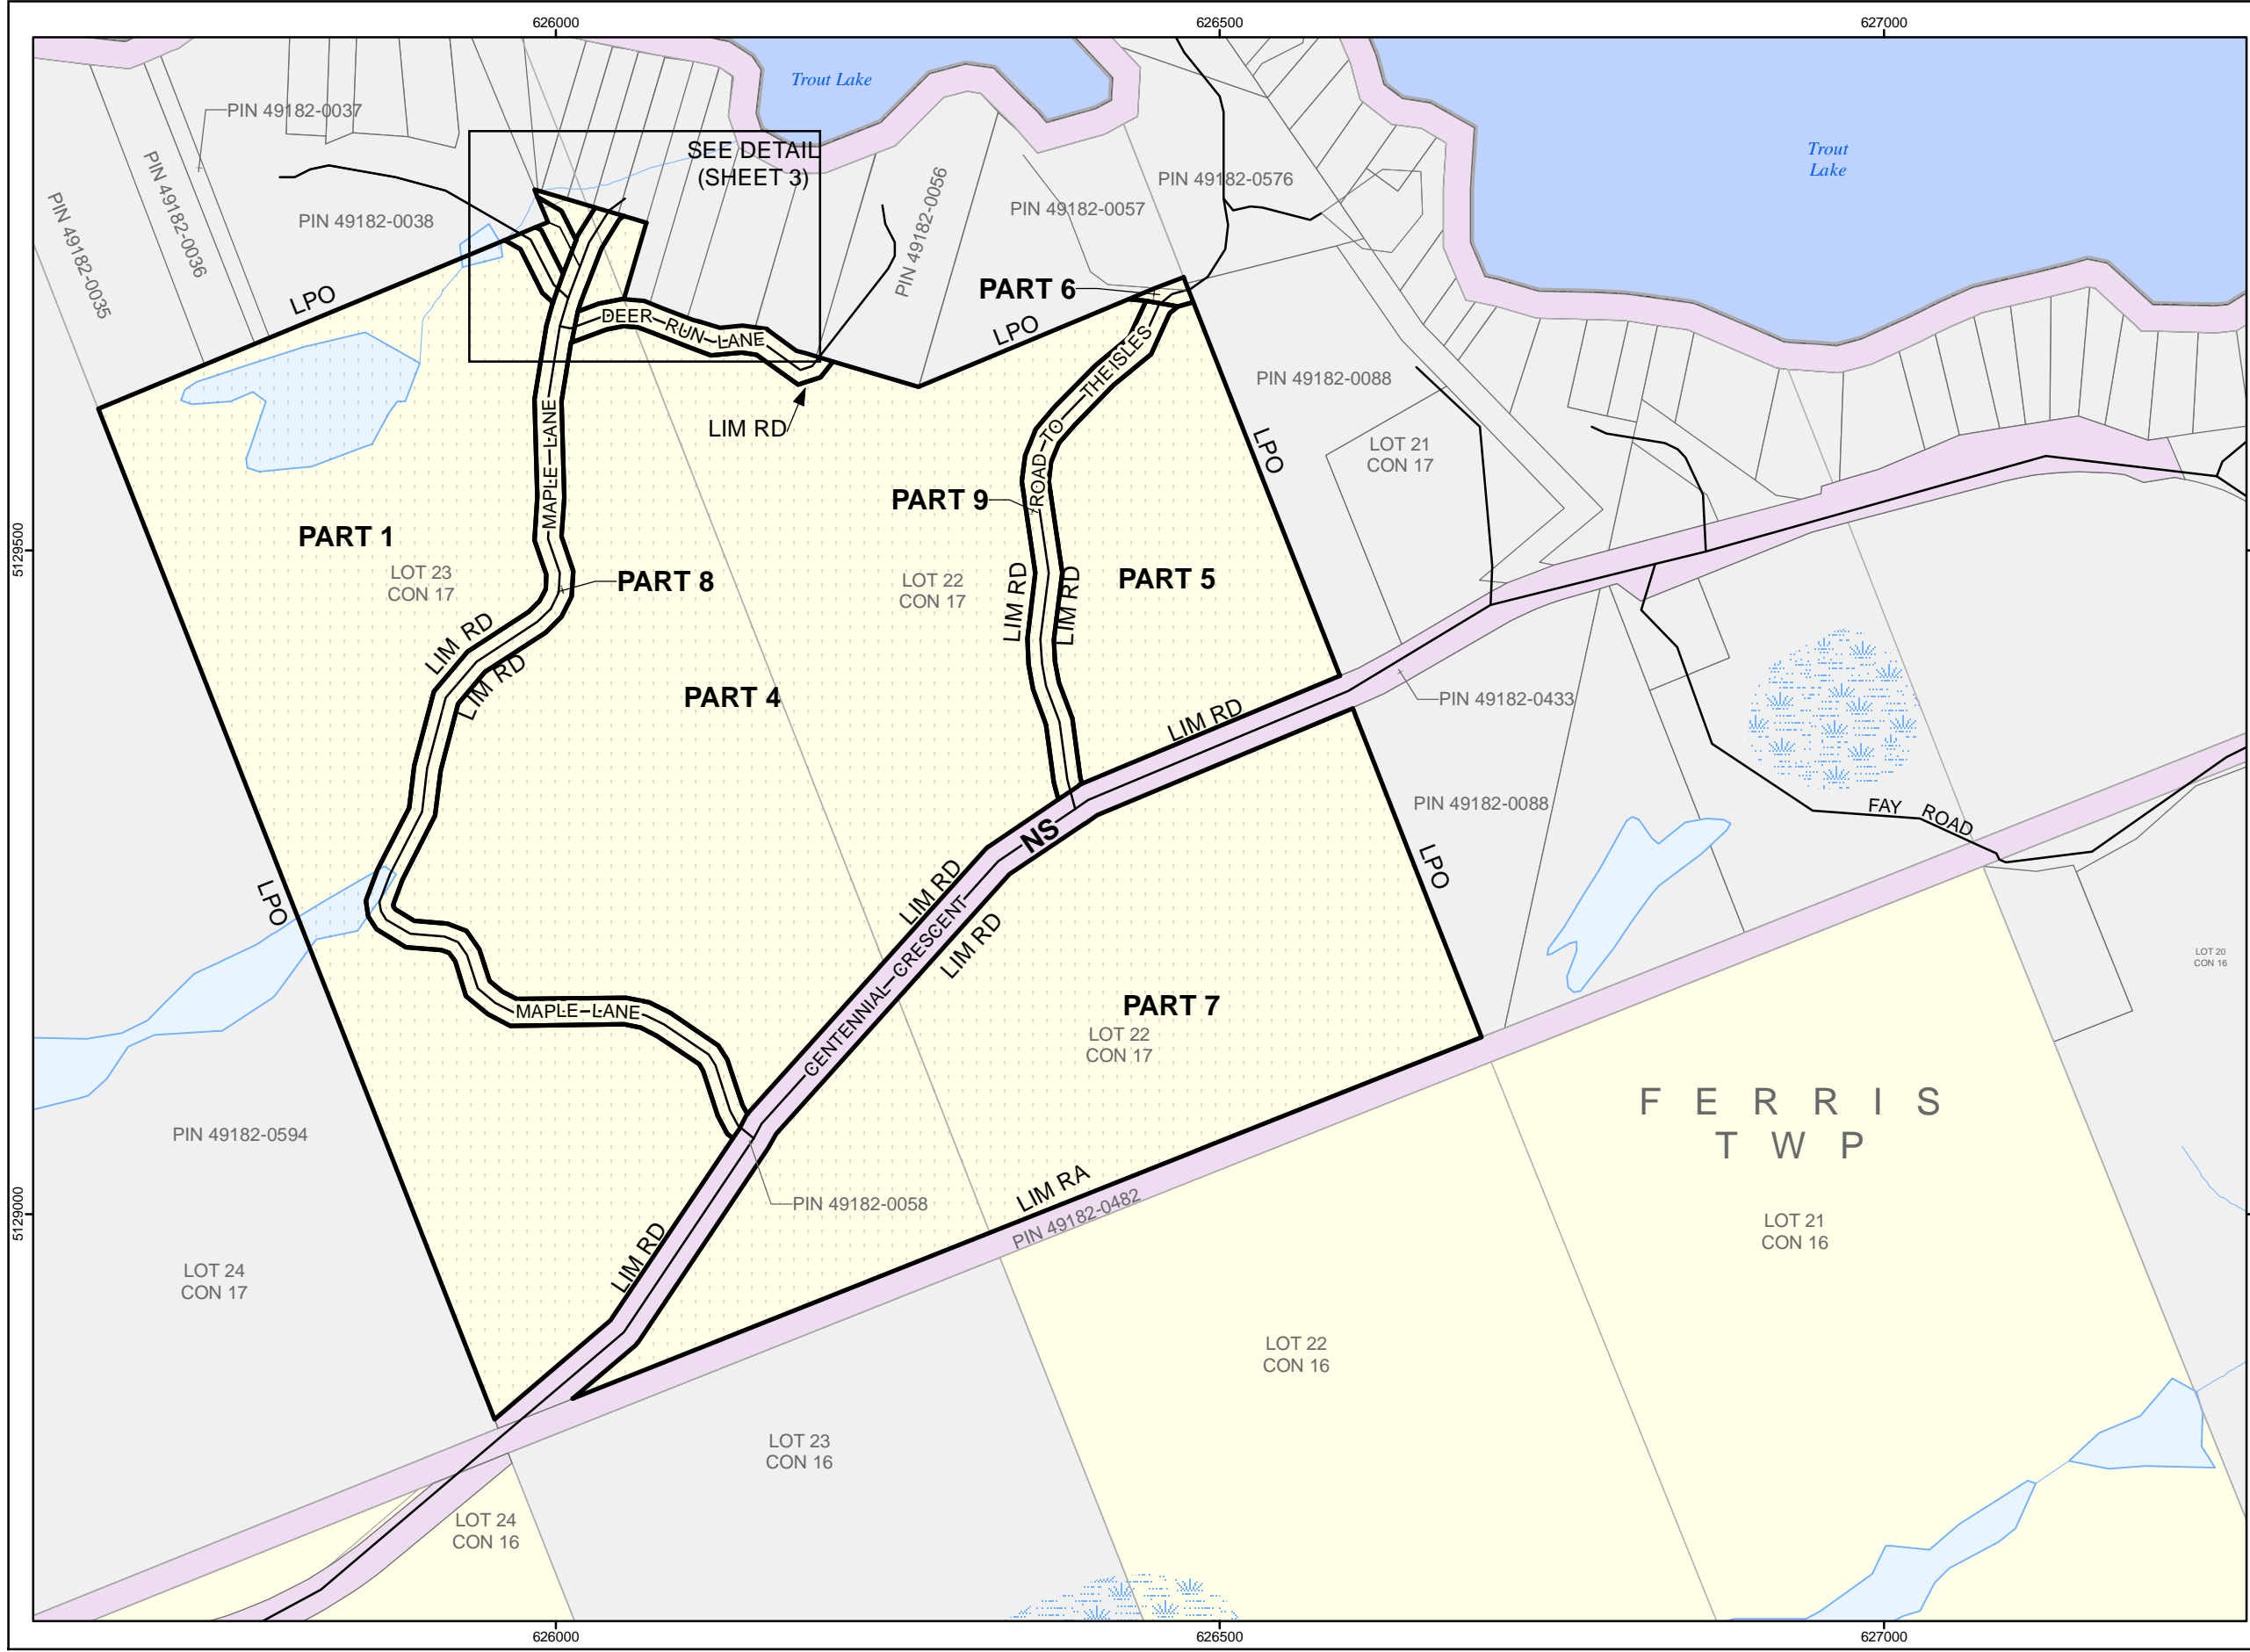 626000
626500
627000
Trout Lake
PIN 49182-0037
SEE DETAIL
(SHEET 3)
Trout
Lake
PIN 49182-0036
PIN 49182-0576
PIN 49182-0056
PIN 49182-0057
PIN 49182-0038
PIN 49182-0035
PART 6
LPO
LPO
DEER RUN LANE
ROAD TO THE ISLES
PIN 49182-0088
LIM RD
LPO
LOT 21
CON 17
MAPLE LANE
PART 9
PART 1
5129500
LOT 23
CON 17
PART 8
LOT 22
CON 17
PART 5
LIM RD
LIM RD
LIM RD
LIM RD
PART 4
PIN 49182-0433
LIM RD
PIN 49182-0088
FAY ROAD
NS
LPO
LPO
LIM RD
CENTENNIAL CRESCENT
LIM RD
LOT 20
CON 16
MAPLE LANE
PART 7
LOT 22
CON 17
FERRIS
TWP
PIN 49182-0594
LIM RA
PIN 49182-0058
PIN 49182-0482
5129000
LIM RD
LOT 21
CON 16
LOT 24
CON 17
LOT 22
CON 16
LOT 23
CON 16
LOT 24
CON 16
626000
626500
627000